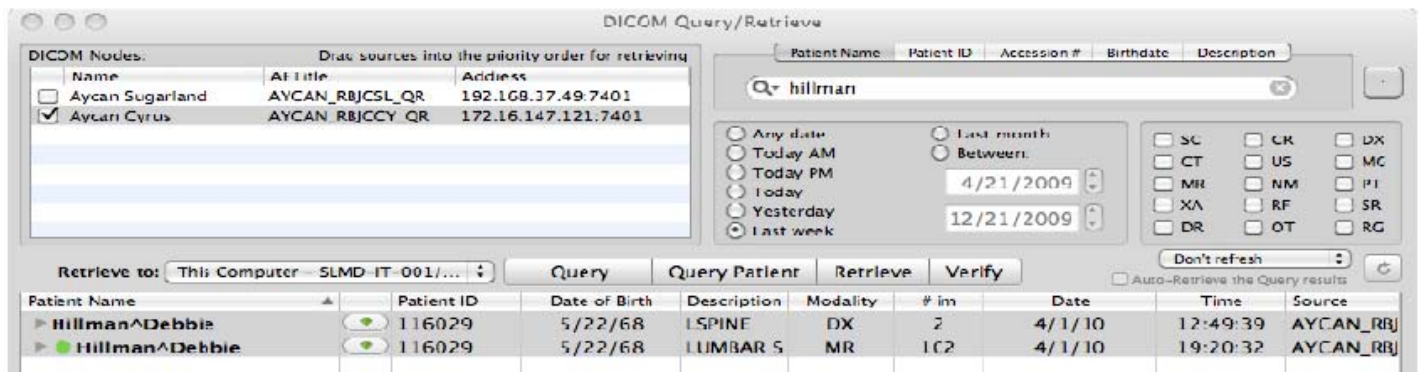 DICOM Query/Retrieve
DICOM Nodes: Drag sources into the priority order for retrieving
Name AETitle Address
Aycan Sugarland AYCAN_RBJCSL_QR 192.168.37.49:7401
Aycan Cyrus AYCAN_RBJCCY_QR 172.16.147.121:7401
Patient Name Patient ID Accession # Birthdate Description
hillman
Any date
Today AM
Today PM
Today
Yesterday
Last week
Last month
Between:
4/21/2009
12/21/2009
SC CR DX
CT US MG
MR NM PT
XA RF SR
DR OT RG
Retrieve to: This Computer - SLMD-IT-001/... Query Query Patient Retrieve Verify
Don't refresh
Auto-Retrieve the Query results
Patient Name Patient ID Date of Birth Description Modality # im Date Time Source
Hillman^Debbie 116029 5/22/68 LSPINE DX 2 4/1/10 12:49:39 AYCAN_RBJ
Hillman^Debbie 116029 5/22/68 LUMBAR S MR 102 4/1/10 19:20:32 AYCAN_RBJ